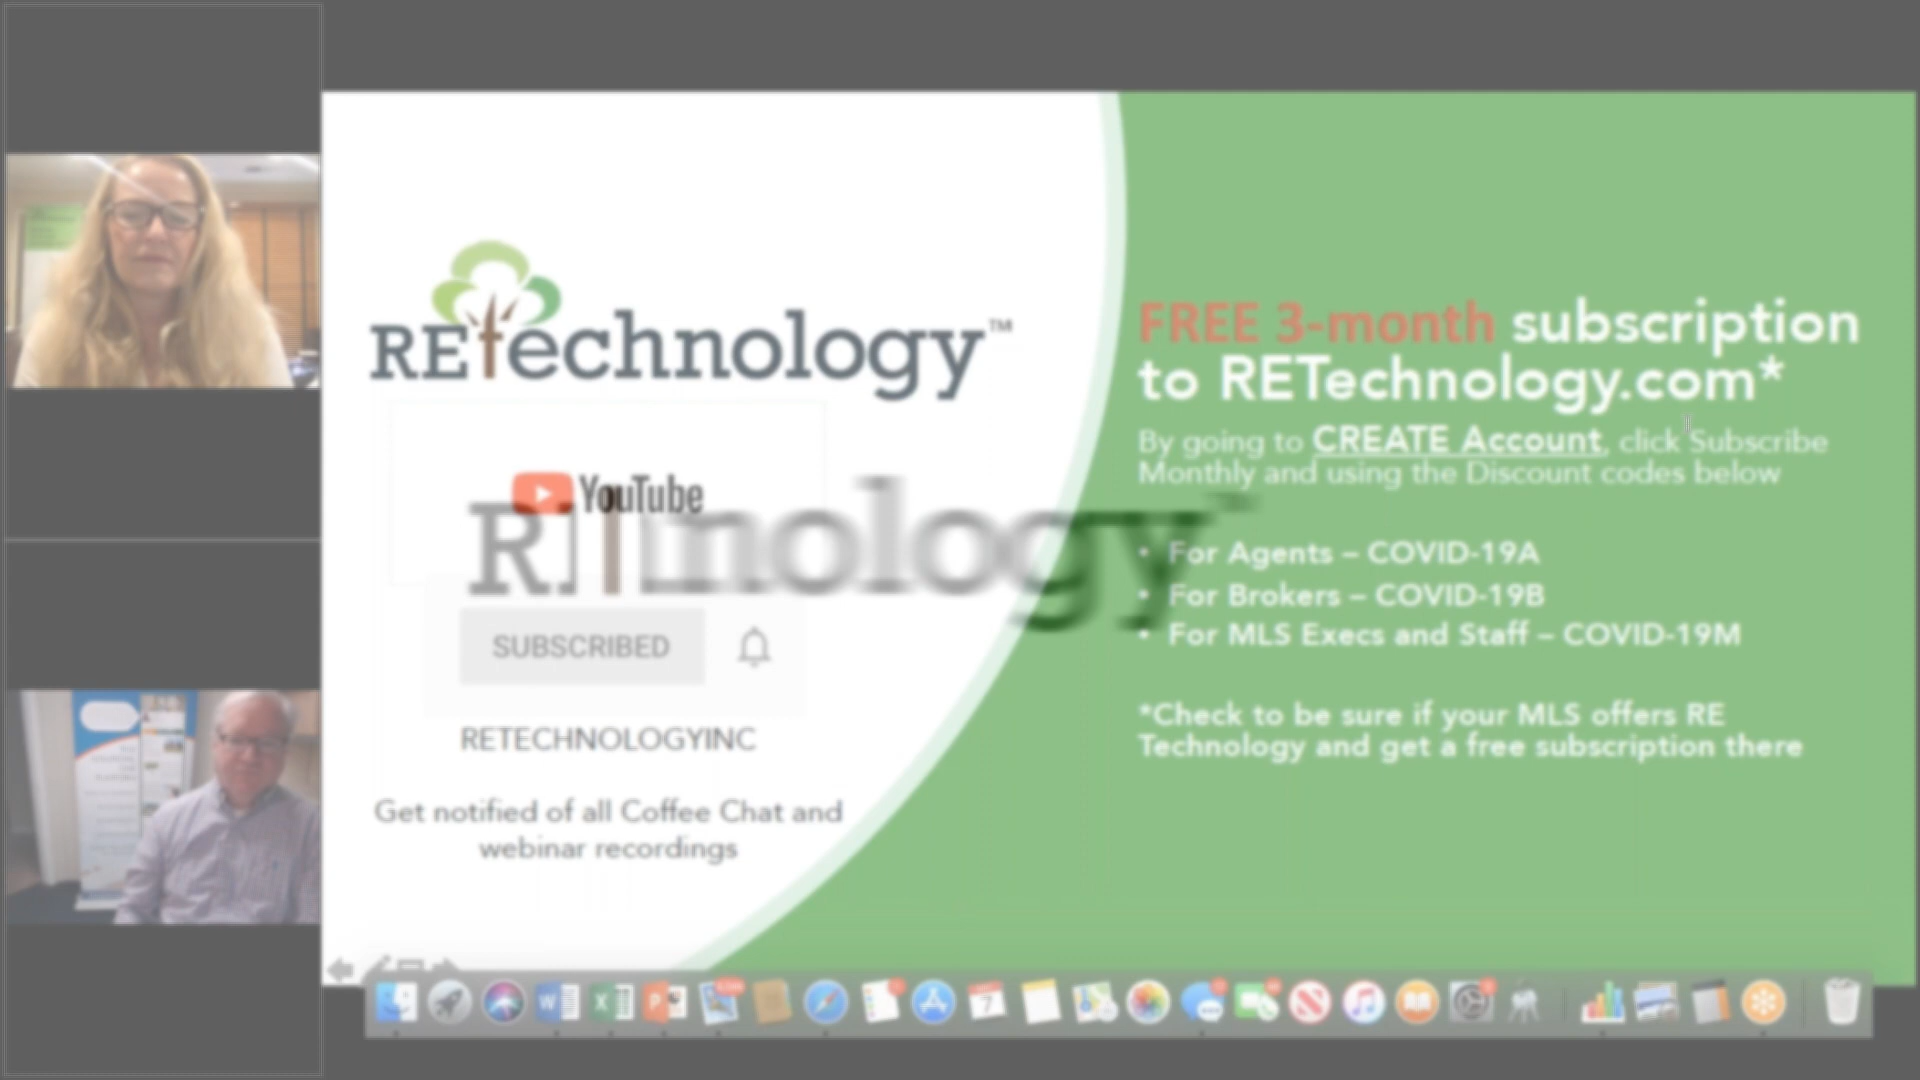 REtechnology™
YouTube
SUBSCRIBED
RETECHNOLOGYINC
Get notified of all Coffee Chat and
webinar recordings
FREE 3-month subscription
to RETechnology.com*
By going to CREATE Account, click Subscribe
Monthly and using the Discount codes below
• For Agents – COVID-19A
• For Brokers – COVID-19B
• For MLS Execs and Staff – COVID-19M
*Check to be sure if your MLS offers RE
Technology and get a free subscription there
7